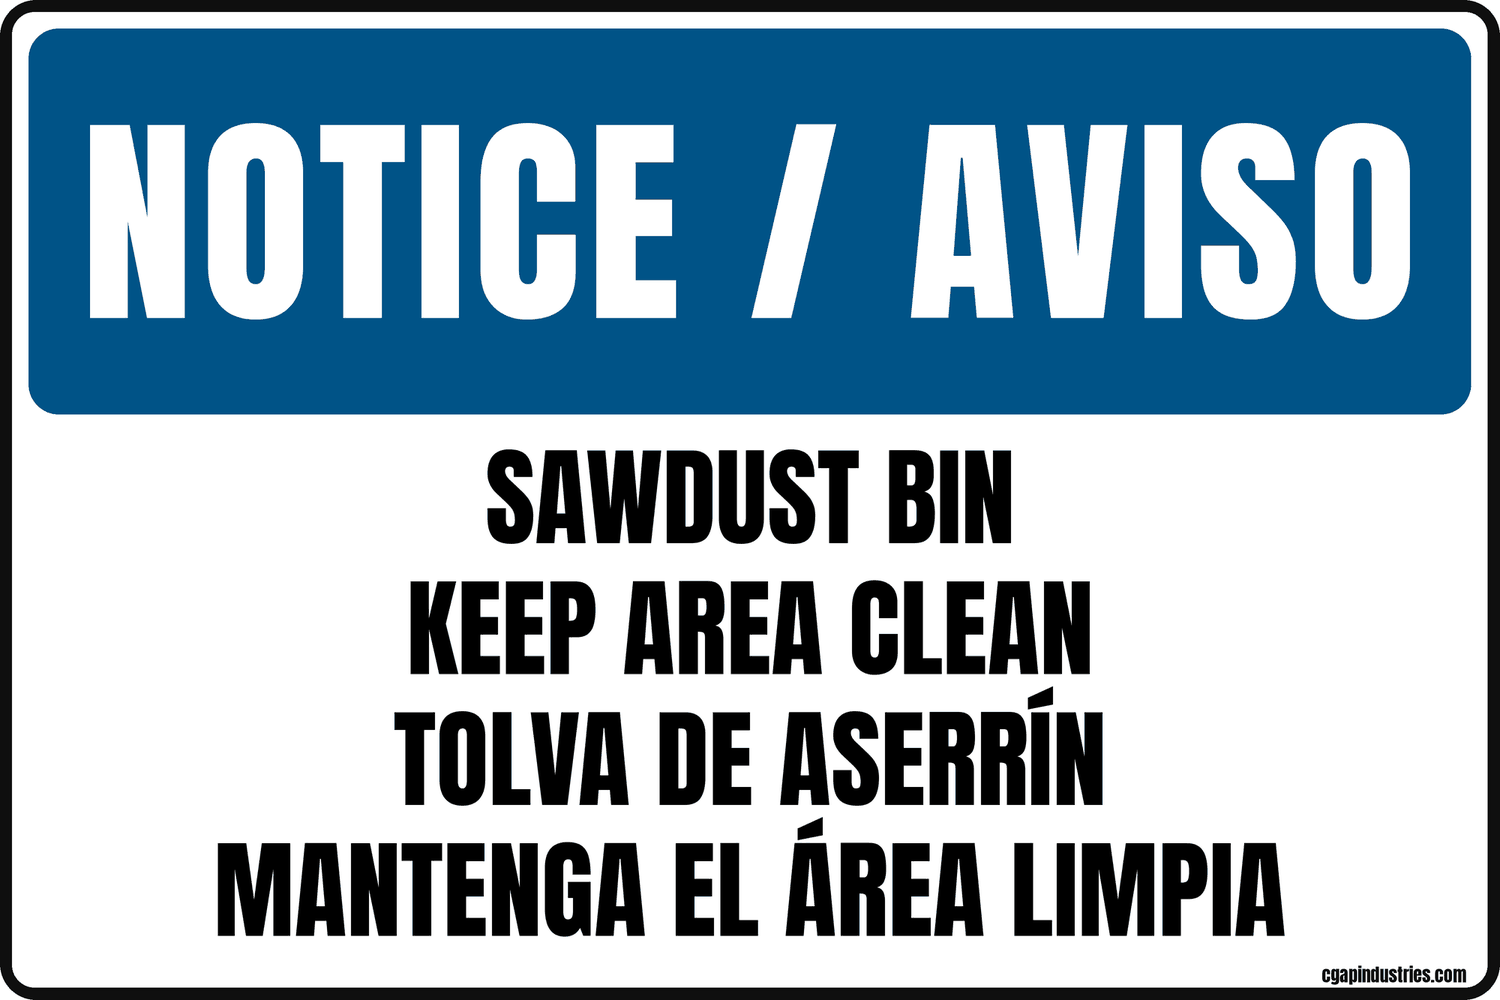 NOTICE / AVISO
SAWDUST BIN
KEEP AREA CLEAN
TOLVA DE ASERRÍN
MANTENGA EL ÁREA LIMPIA
cgapindustries.com